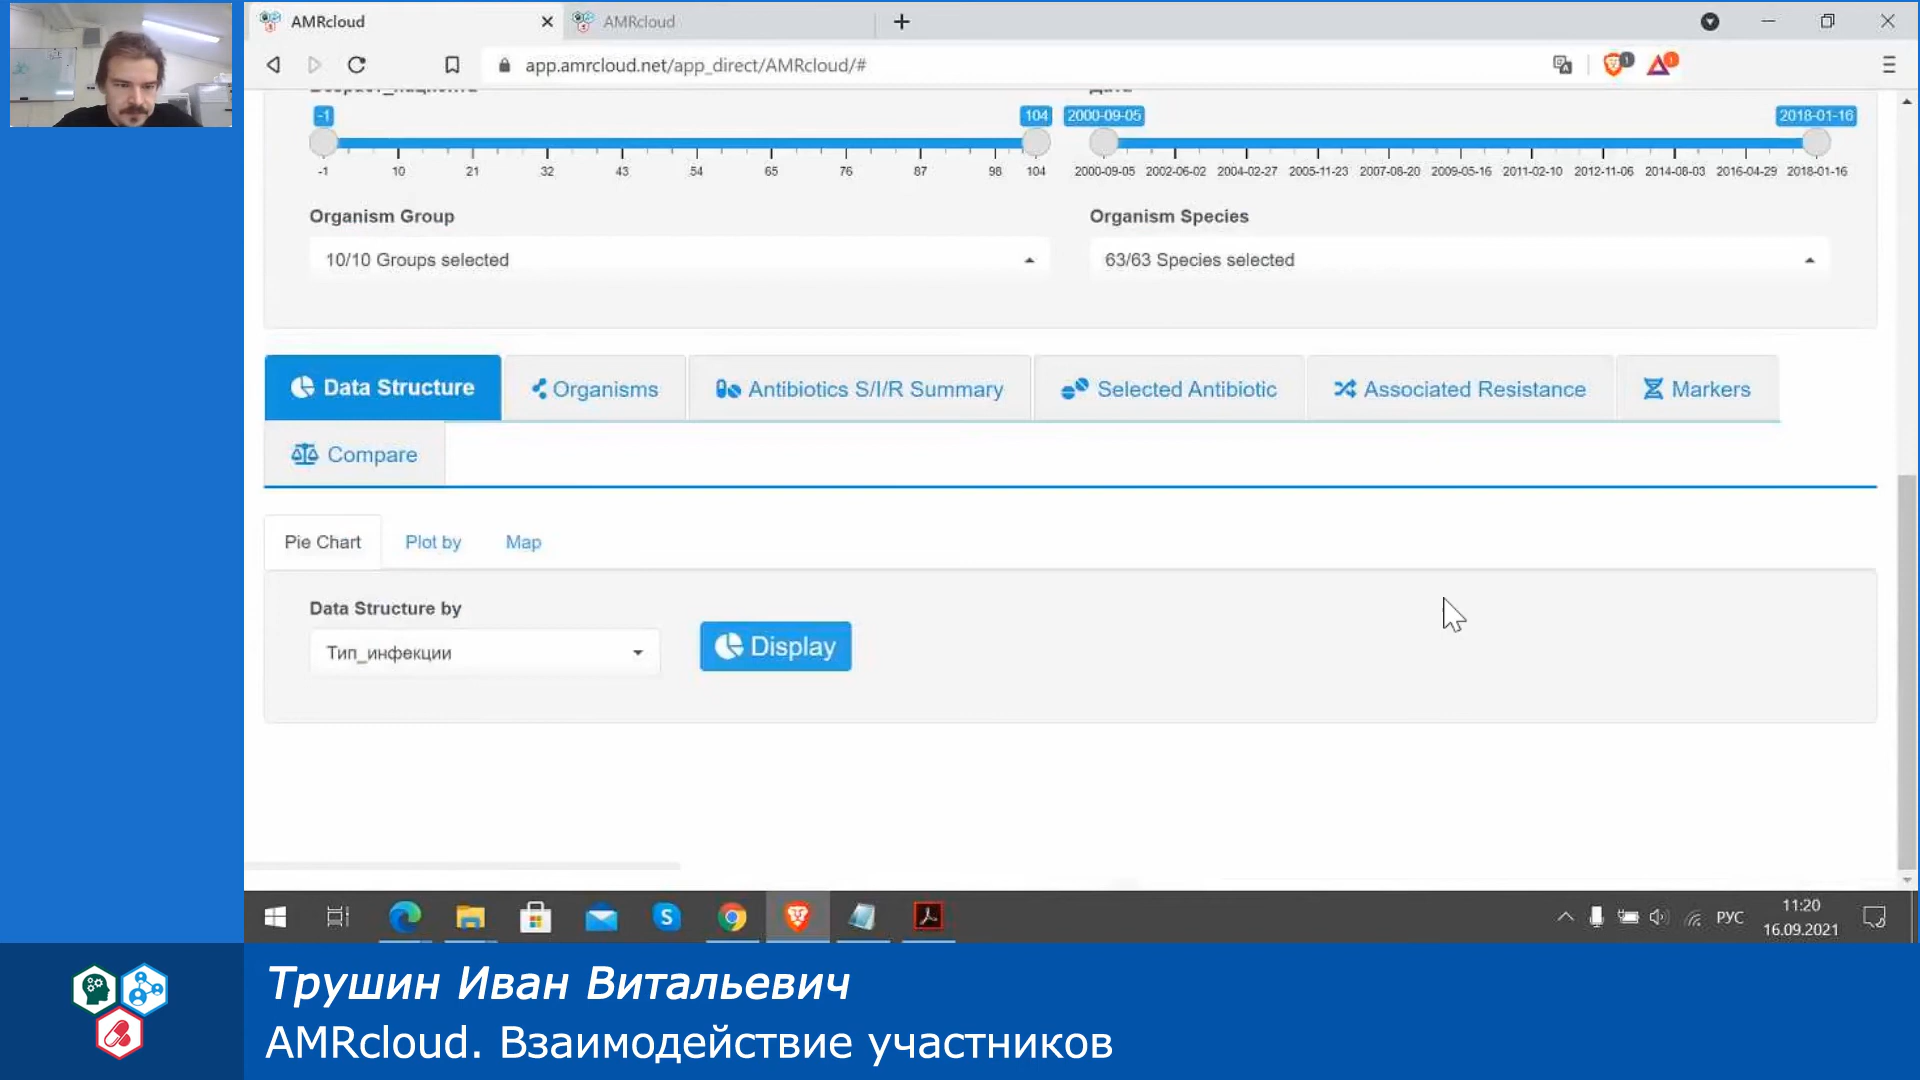 AMRcloud
AMRcloud
app.amrcloud.net/app_direct/AMRcloud/#
-1
104
2000-09-05
2018-01-16
-1 10 21 32 43 54 65 76 87 98 104
2000-09-05 2002-06-02 2004-02-27 2005-11-23 2007-08-20 2009-05-16 2011-02-10 2012-11-06 2014-08-03 2016-04-29 2018-01-16
Organism Group
Organism Species
10/10 Groups selected
63/63 Species selected
Data Structure
Organisms
Antibiotics S/I/R Summary
Selected Antibiotic
Associated Resistance
Markers
Compare
Pie Chart
Plot by
Map
Data Structure by
Тип_инфекции
Display
РУС
11:20
16.09.2021
Трушин Иван Витальевич
AMRcloud. Взаимодействие участников